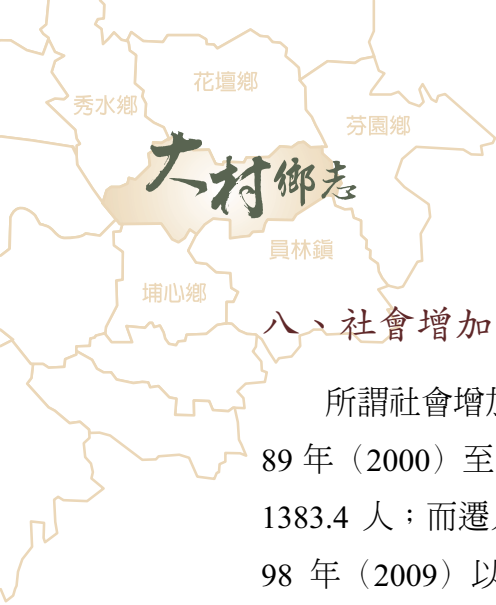 花壇鄉
秀水鄉
芬園鄉
大村鄉志
員林鎮
埔心鄉
八、社會增加
所謂社會增加
89 年（2000）至
1383.4 人；而遷
98 年（2009）以